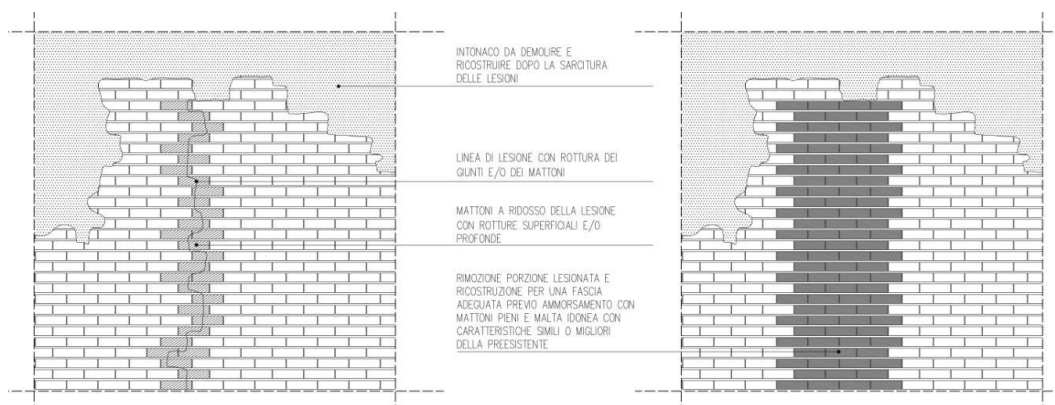 INTONACO DA DEMOLIRE E
RICOSTRUIRE DOPO LA SARCITURA
DELLE LESIONI
LINEA DI LESIONE CON ROTTURA DEI
GIUNTI E/O DEI MATTONI
MATTONI A RIDOSSO DELLA LESIONE
CON ROTTURE SUPERFICIALI E/O
PROFONDE
RIMOZIONE PORZIONE LESIONATA E
RICOSTRUZIONE PER UNA FASCIA
ADEGUATA PREVIO AMMORSAMENTO CON
MATTONI PIENI E MALTA IDONEA CON
CARATTERISTICHE SIMILI O MIGLIORI
DELLA PREESISTENTE